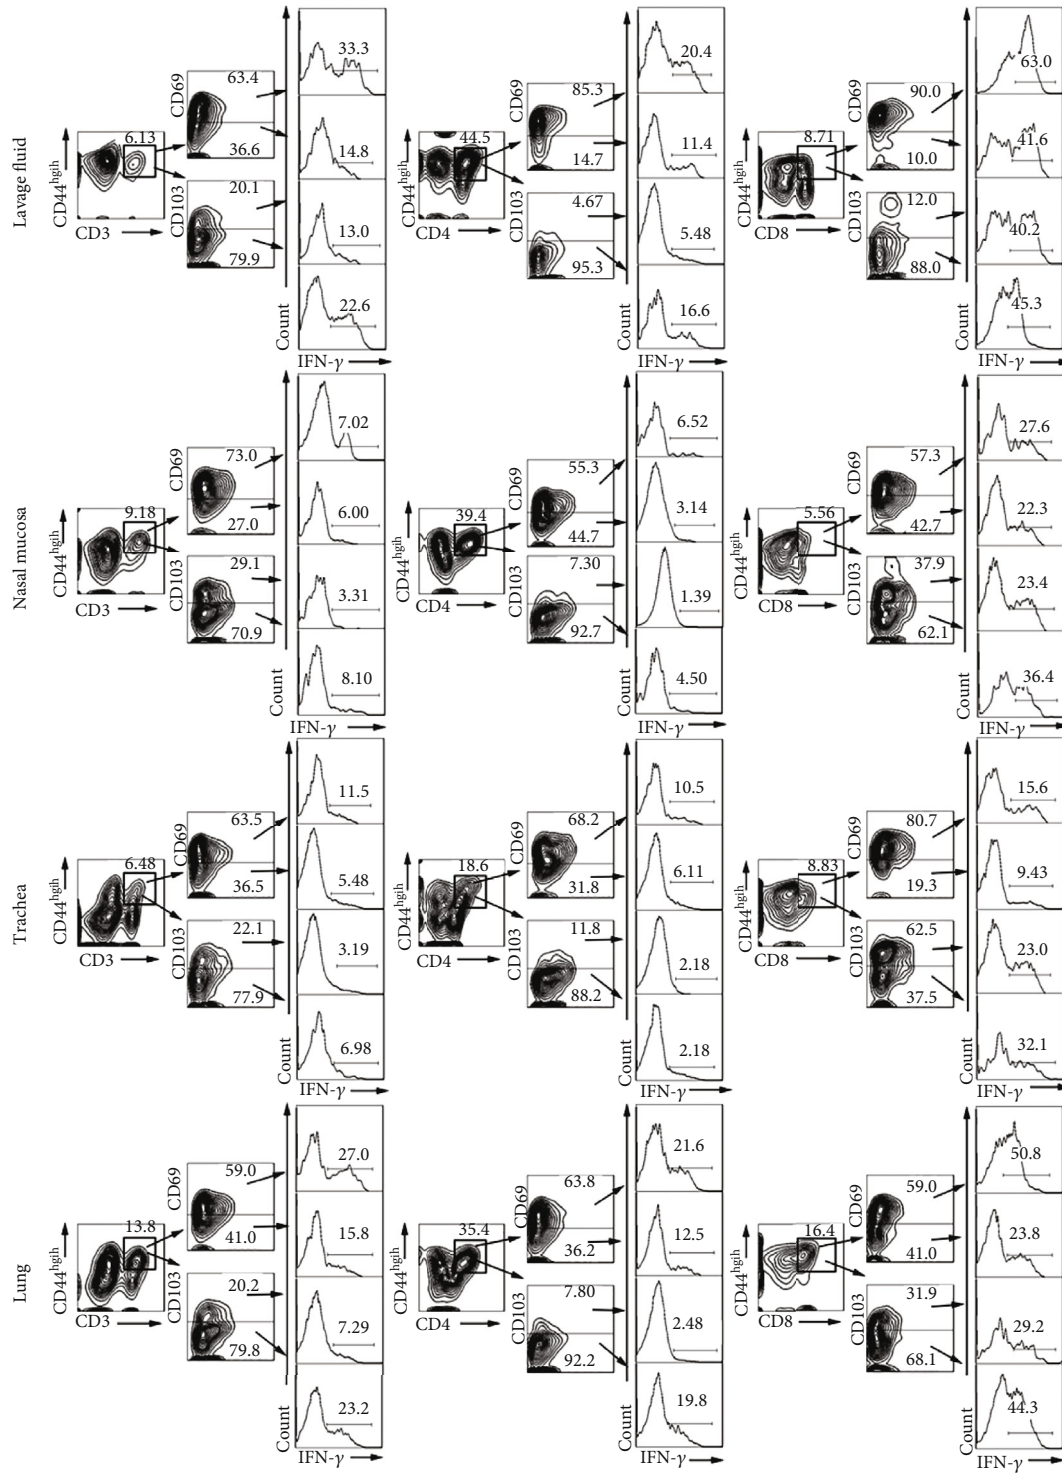 Lavage fluid
CD44hgih
6.13
CD3
CD69
63.4
36.6
CD103
20.1
79.9
33.3
14.8
13.0
22.6
Count
IFN-γ
CD44hgih
44.5
CD4
CD69
85.3
14.7
CD103
4.67
95.3
20.4
11.4
5.48
16.6
Count
IFN-γ
CD44hgih
8.71
CD8
CD69
90.0
10.0
CD103
12.0
88.0
63.0
41.6
40.2
45.3
Count
IFN-γ
Nasal mucosa
CD44hgih
9.18
CD3
CD69
73.0
27.0
CD103
29.1
70.9
7.02
6.00
3.31
8.10
Count
IFN-γ
CD44hgih
39.4
CD4
CD69
55.3
44.7
CD103
7.30
92.7
6.52
3.14
1.39
4.50
Count
IFN-γ
CD44hgih
5.56
CD8
CD69
57.3
42.7
CD103
37.9
62.1
27.6
22.3
23.4
36.4
Count
IFN-γ
Trachea
CD44hgih
6.48
CD3
CD69
63.5
36.5
CD103
22.1
77.9
11.5
5.48
3.19
6.98
Count
IFN-γ
CD44hgih
18.6
CD4
CD69
68.2
31.8
CD103
11.8
88.2
10.5
6.11
2.18
2.18
Count
IFN-γ
CD44hgih
8.83
CD8
CD69
80.7
19.3
CD103
62.5
37.5
15.6
9.43
23.0
32.1
Count
IFN-γ
Lung
CD44hgih
13.8
CD3
CD69
59.0
41.0
CD103
20.2
79.8
27.0
15.8
7.29
23.2
Count
IFN-γ
CD44hgih
35.4
CD4
CD69
63.8
36.2
CD103
7.80
92.2
21.6
12.5
2.48
19.8
Count
IFN-γ
CD44hgih
16.4
CD8
CD69
59.0
41.0
CD103
31.9
68.1
50.8
23.8
29.2
44.3
Count
IFN-γ